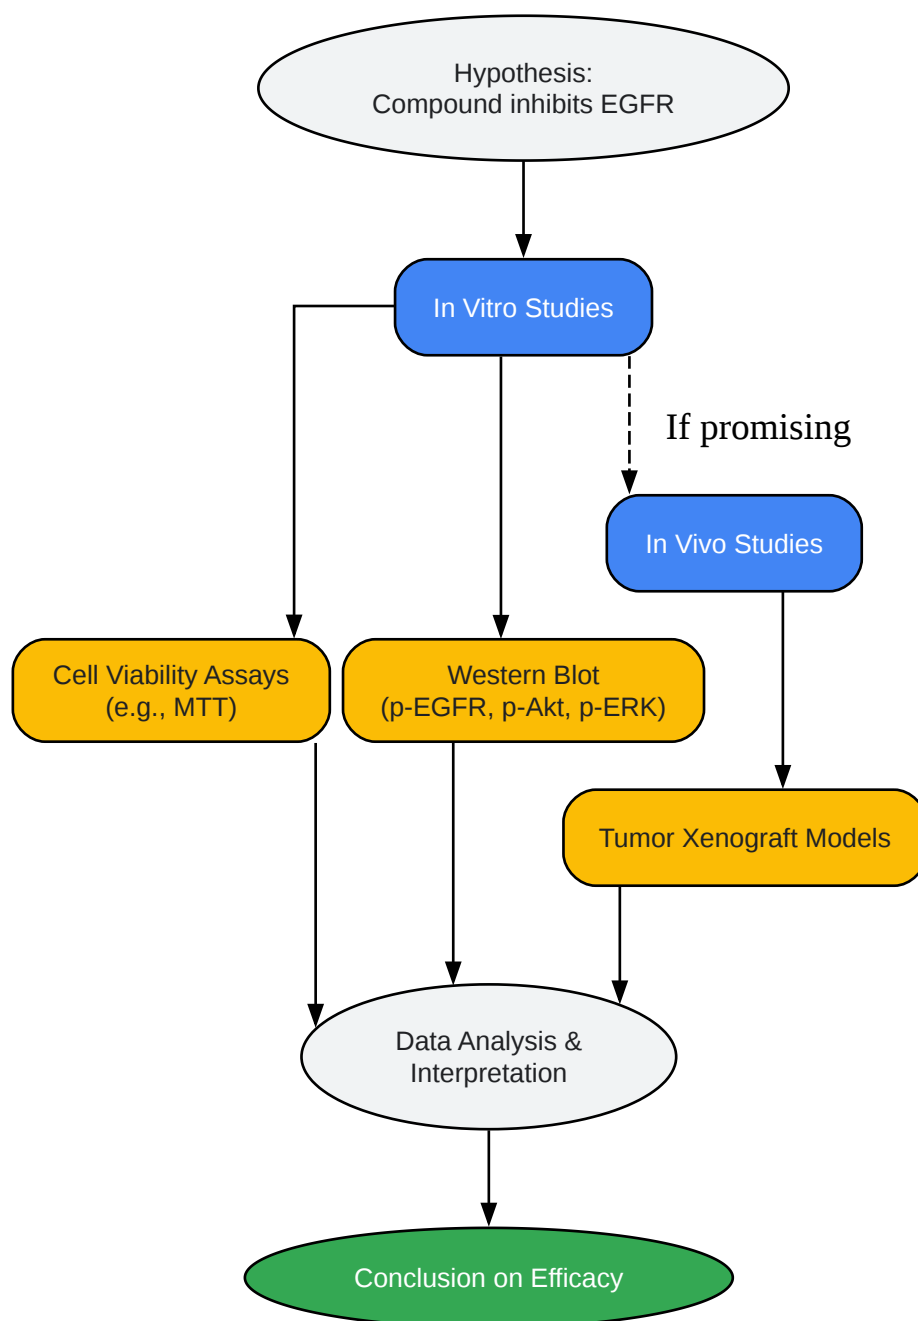 Hypothesis:
Compound inhibits EGFR
In Vitro Studies
If promising
In Vivo Studies
Cell Viability Assays
(e.g., MTT)
Western Blot
(p-EGFR, p-Akt, p-ERK)
Tumor Xenograft Models
Data Analysis &
Interpretation
Conclusion on Efficacy